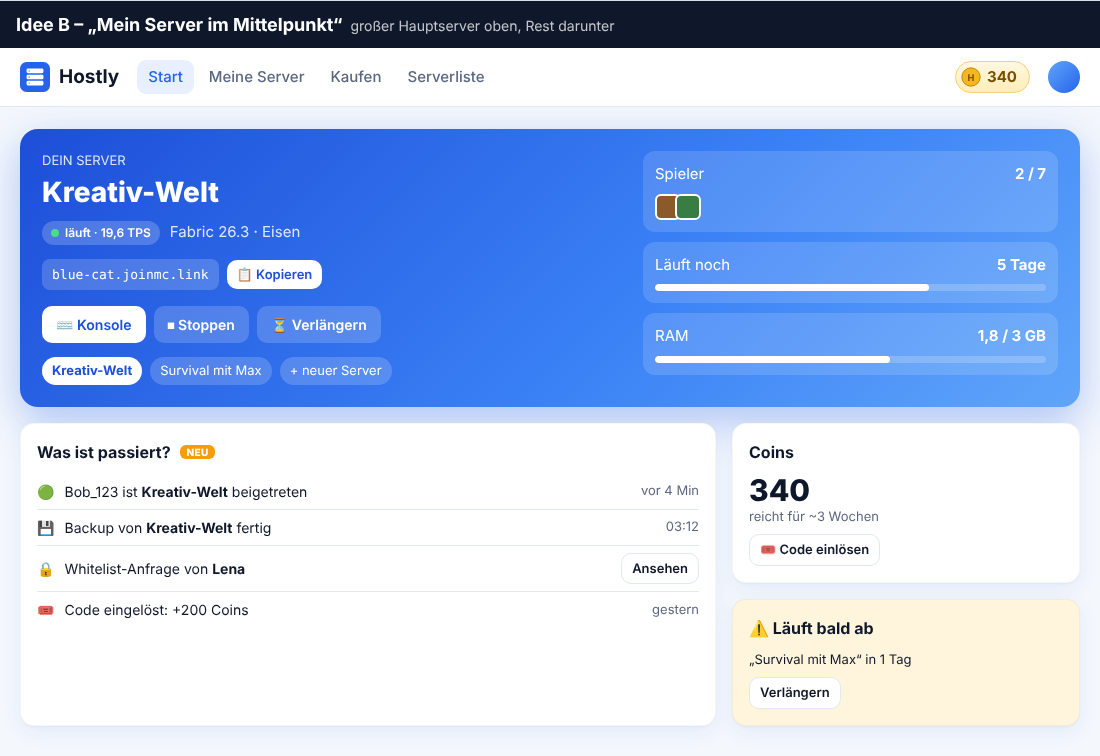 Idee B – „Mein Server im Mittelpunkt“ großer Hauptserver oben, Rest darunter
Hostly Start Meine Server Kaufen Serverliste H 340
DEIN SERVER
Kreativ-Welt
läuft · 19,6 TPS Fabric 26.3 · Eisen
blue-cat.joinmc.link 📋 Kopieren
⌨️ Konsole ⏹ Stoppen ⏳ Verlängern
Kreativ-Welt Survival mit Max + neuer Server
Spieler 2 / 7
Läuft noch 5 Tage
RAM 1,8 / 3 GB
Was ist passiert? NEU
🟢 Bob_123 ist Kreativ-Welt beigetreten vor 4 Min
💾 Backup von Kreativ-Welt fertig 03:12
🔒 Whitelist-Anfrage von Lena Ansehen
🎟️ Code eingelöst: +200 Coins gestern
Coins
340
reicht für ~3 Wochen
🎟️ Code einlösen
⚠️ Läuft bald ab
„Survival mit Max“ in 1 Tag
Verlängern